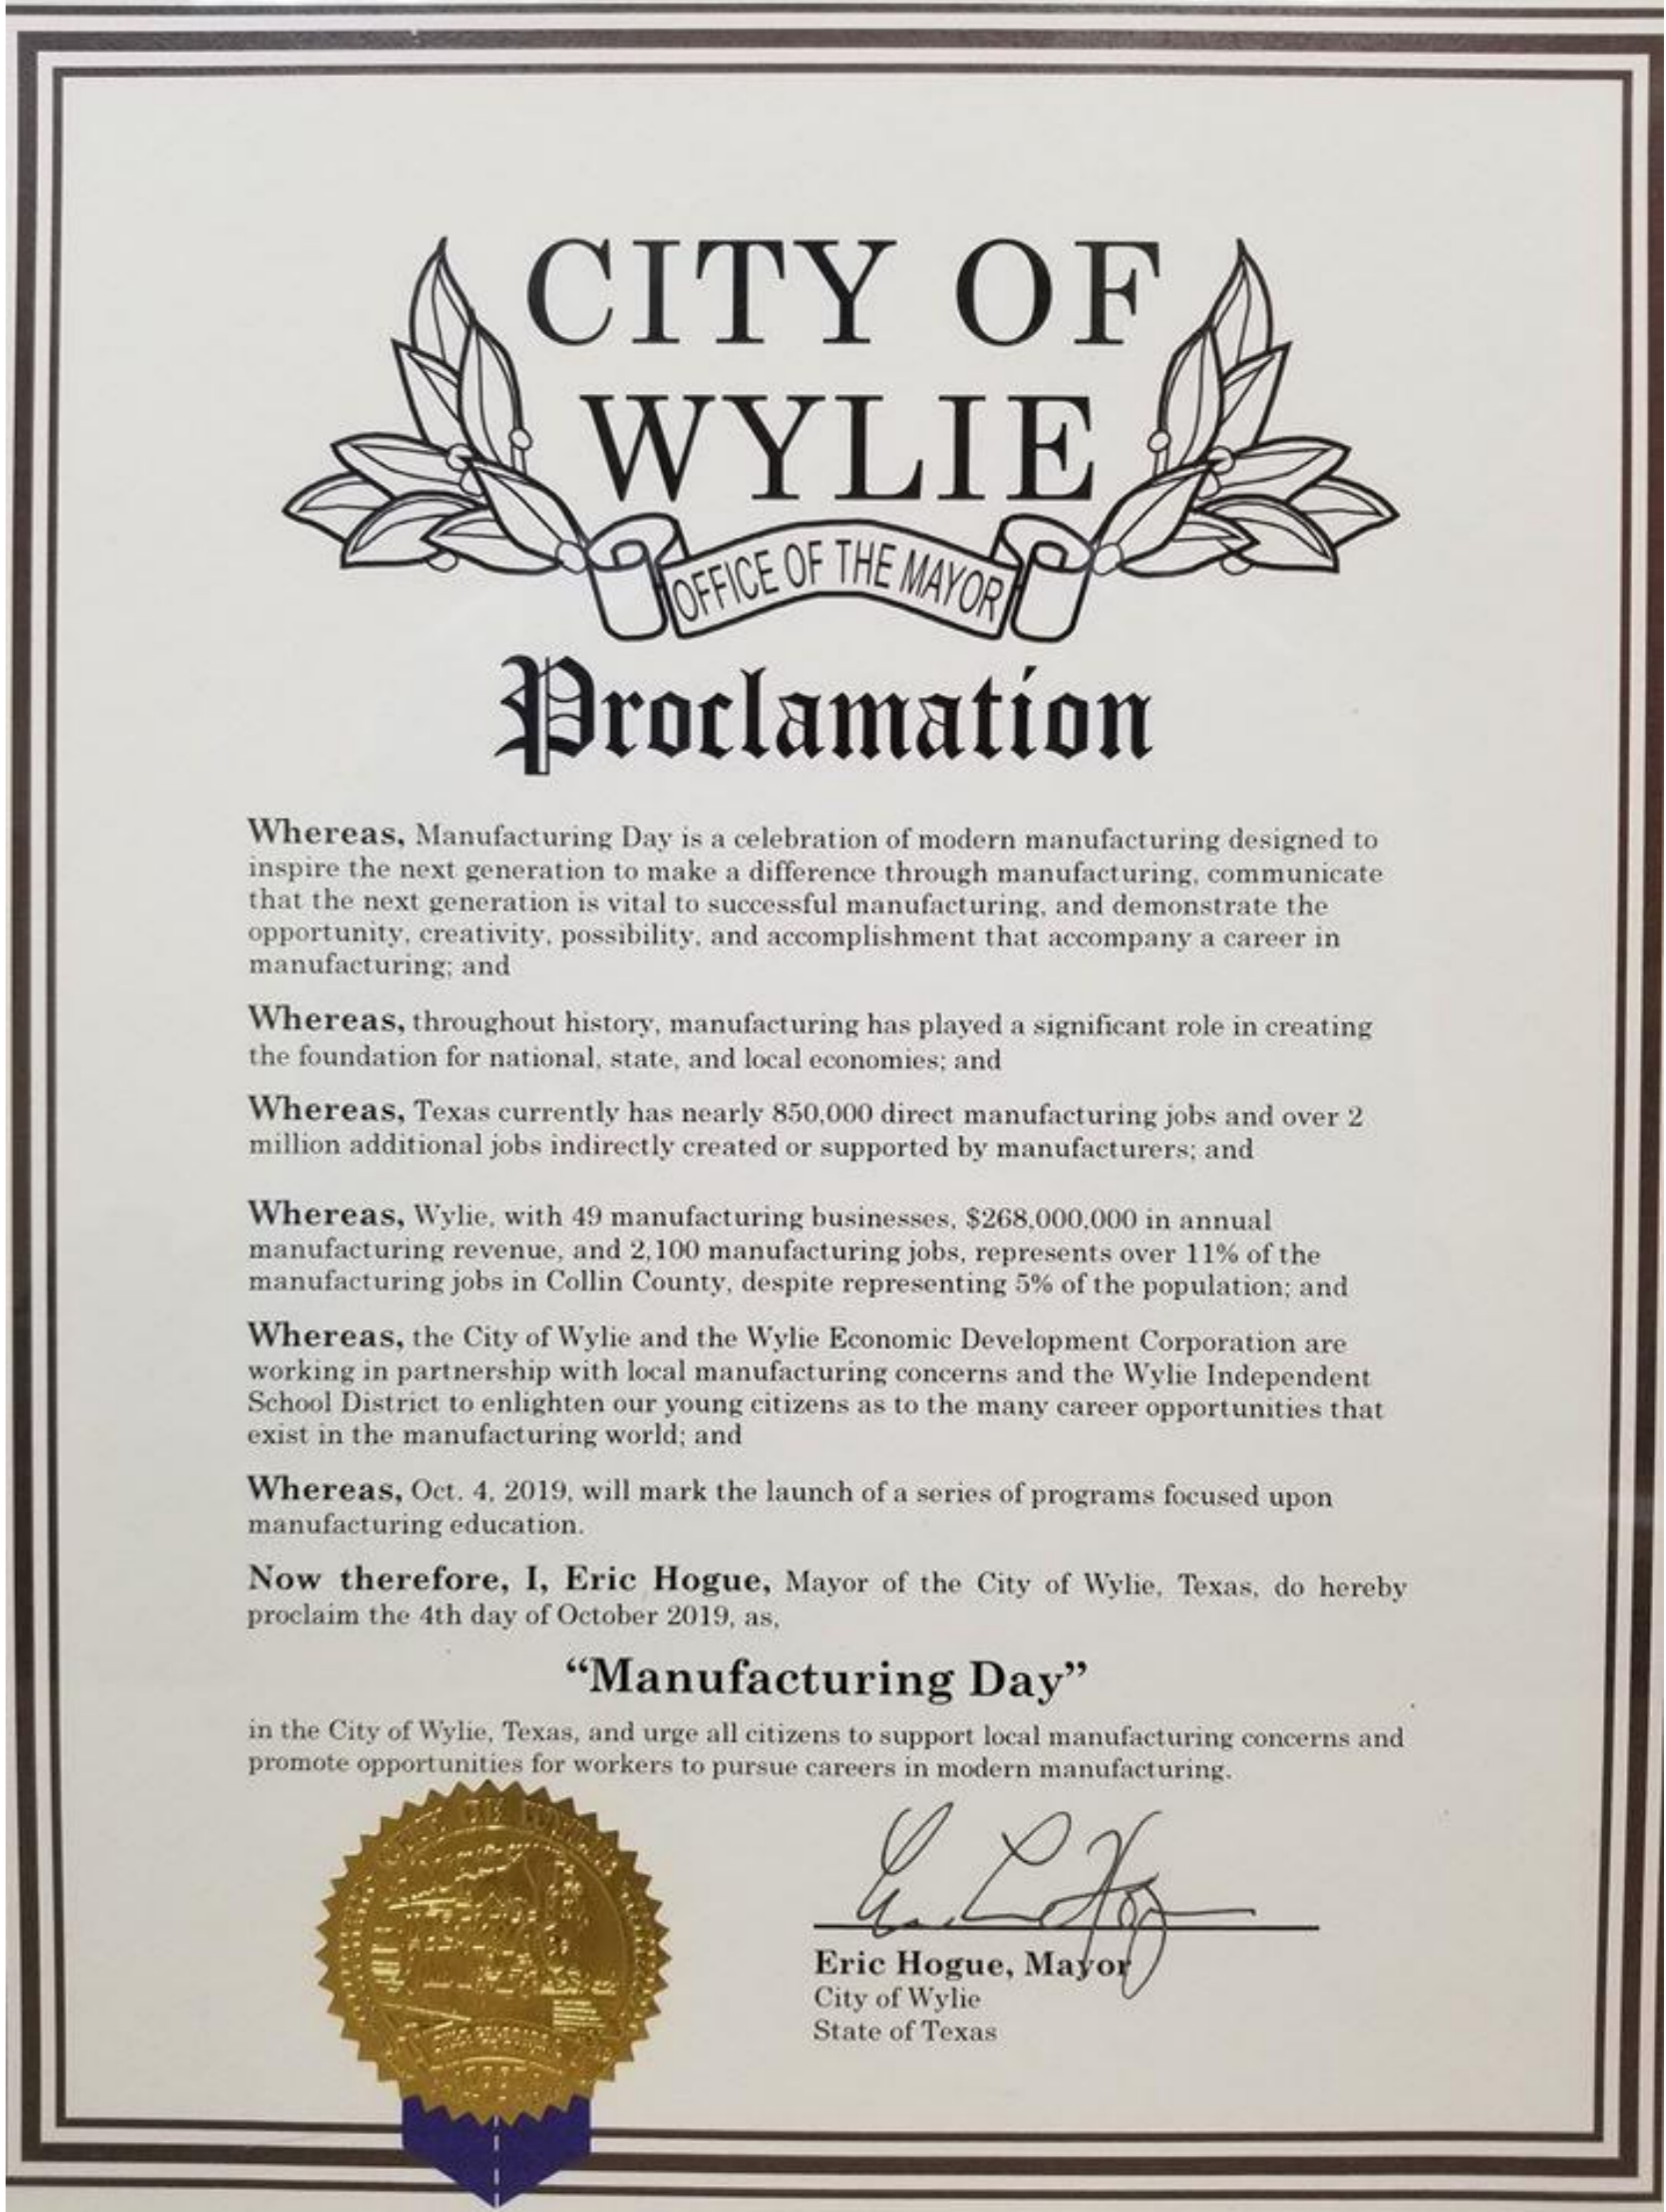 CITY OF
WYLIE
OFFICE OF THE MAYOR
Proclamation
Whereas, Manufacturing Day is a celebration of modern manufacturing designed to
inspire the next generation to make a difference through manufacturing, communicate
that the next generation is vital to successful manufacturing, and demonstrate the
opportunity, creativity, possibility, and accomplishment that accompany a career in
manufacturing; and
Whereas, throughout history, manufacturing has played a significant role in creating
the foundation for national, state, and local economies; and
Whereas, Texas currently has nearly 850,000 direct manufacturing jobs and over 2
million additional jobs indirectly created or supported by manufacturers; and
Whereas, Wylie, with 49 manufacturing businesses, $268,000,000 in annual
manufacturing revenue, and 2,100 manufacturing jobs, represents over 11% of the
manufacturing jobs in Collin County, despite representing 5% of the population; and
Whereas, the City of Wylie and the Wylie Economic Development Corporation are
working in partnership with local manufacturing concerns and the Wylie Independent
School District to enlighten our young citizens as to the many career opportunities that
exist in the manufacturing world; and
Whereas, Oct. 4, 2019, will mark the launch of a series of programs focused upon
manufacturing education.
Now therefore, I, Eric Hogue, Mayor of the City of Wylie, Texas, do hereby
proclaim the 4th day of October 2019, as,
“Manufacturing Day”
in the City of Wylie, Texas, and urge all citizens to support local manufacturing concerns and
promote opportunities for workers to pursue careers in modern manufacturing.
Eric Hogue, Mayor
City of Wylie
State of Texas